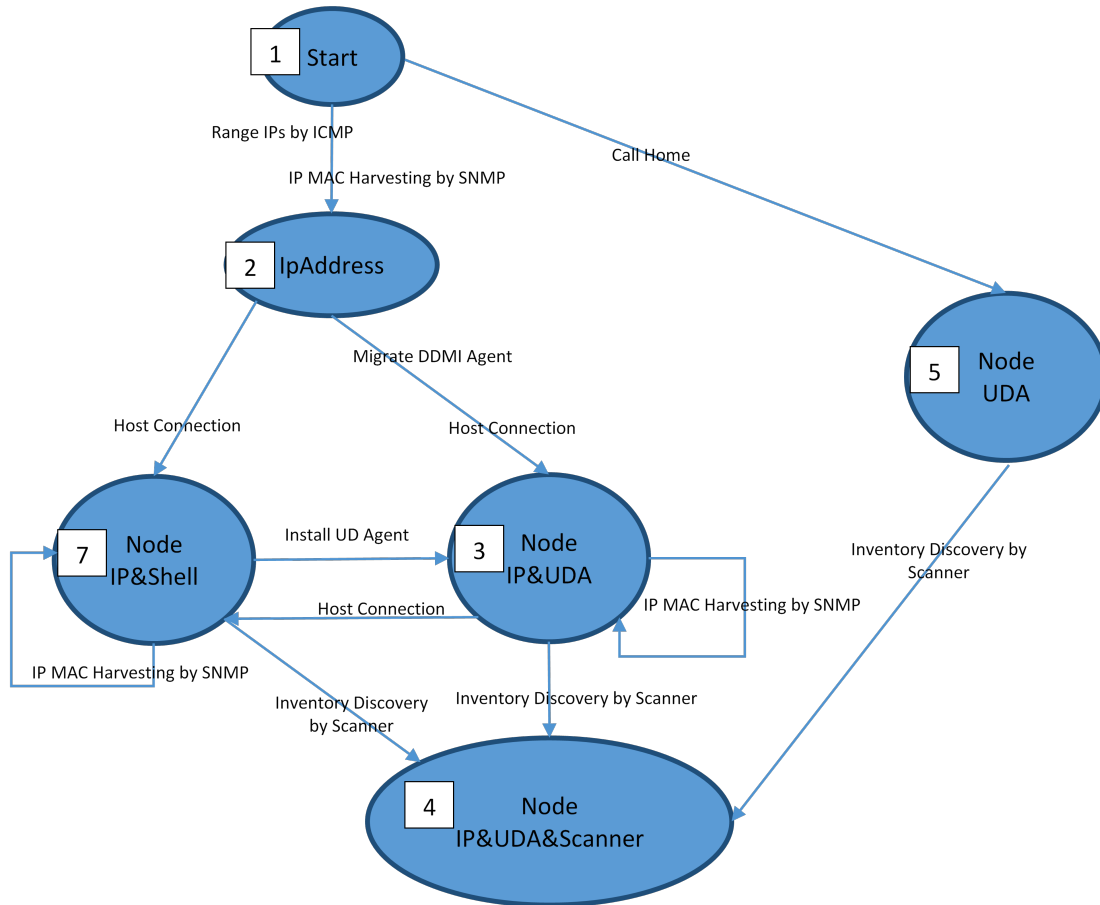 1
Start
Range IPs by ICMP
Call Home
IP MAC Harvesting by SNMP
2
IpAddress
Migrate DDMI Agent
5
Node
UDA
Host Connection
Host Connection
7
Node
IP&Shell
Install UD Agent
3
Node
IP&UDA
Inventory Discovery by
Scanner
Host Connection
IP MAC Harvesting by SNMP
IP MAC Harvesting by SNMP
Inventory Discovery
by Scanner
Inventory Discovery by Scanner
4
Node
IP&UDA&Scanner